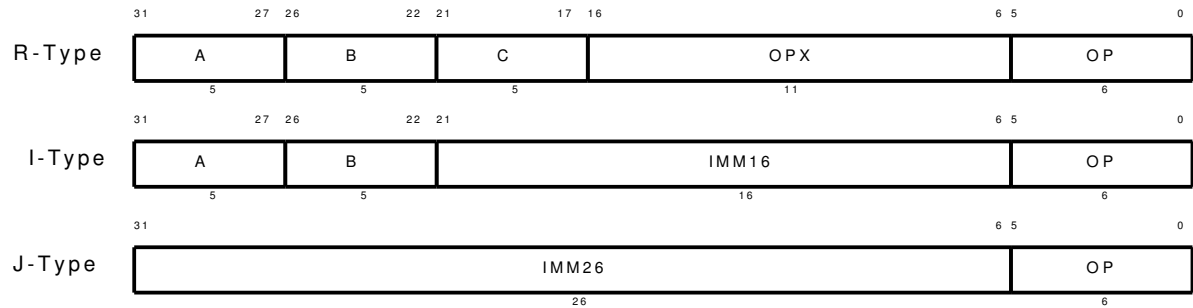 31 27 26 22 21 17 16 6 5 0
R-Type A B C OPX OP
5 5 5 11 6
31 27 26 22 21 6 5 0
I-Type A B IMM16 OP
5 5 16 6
31 6 5 0
J-Type IMM26 OP
26 6